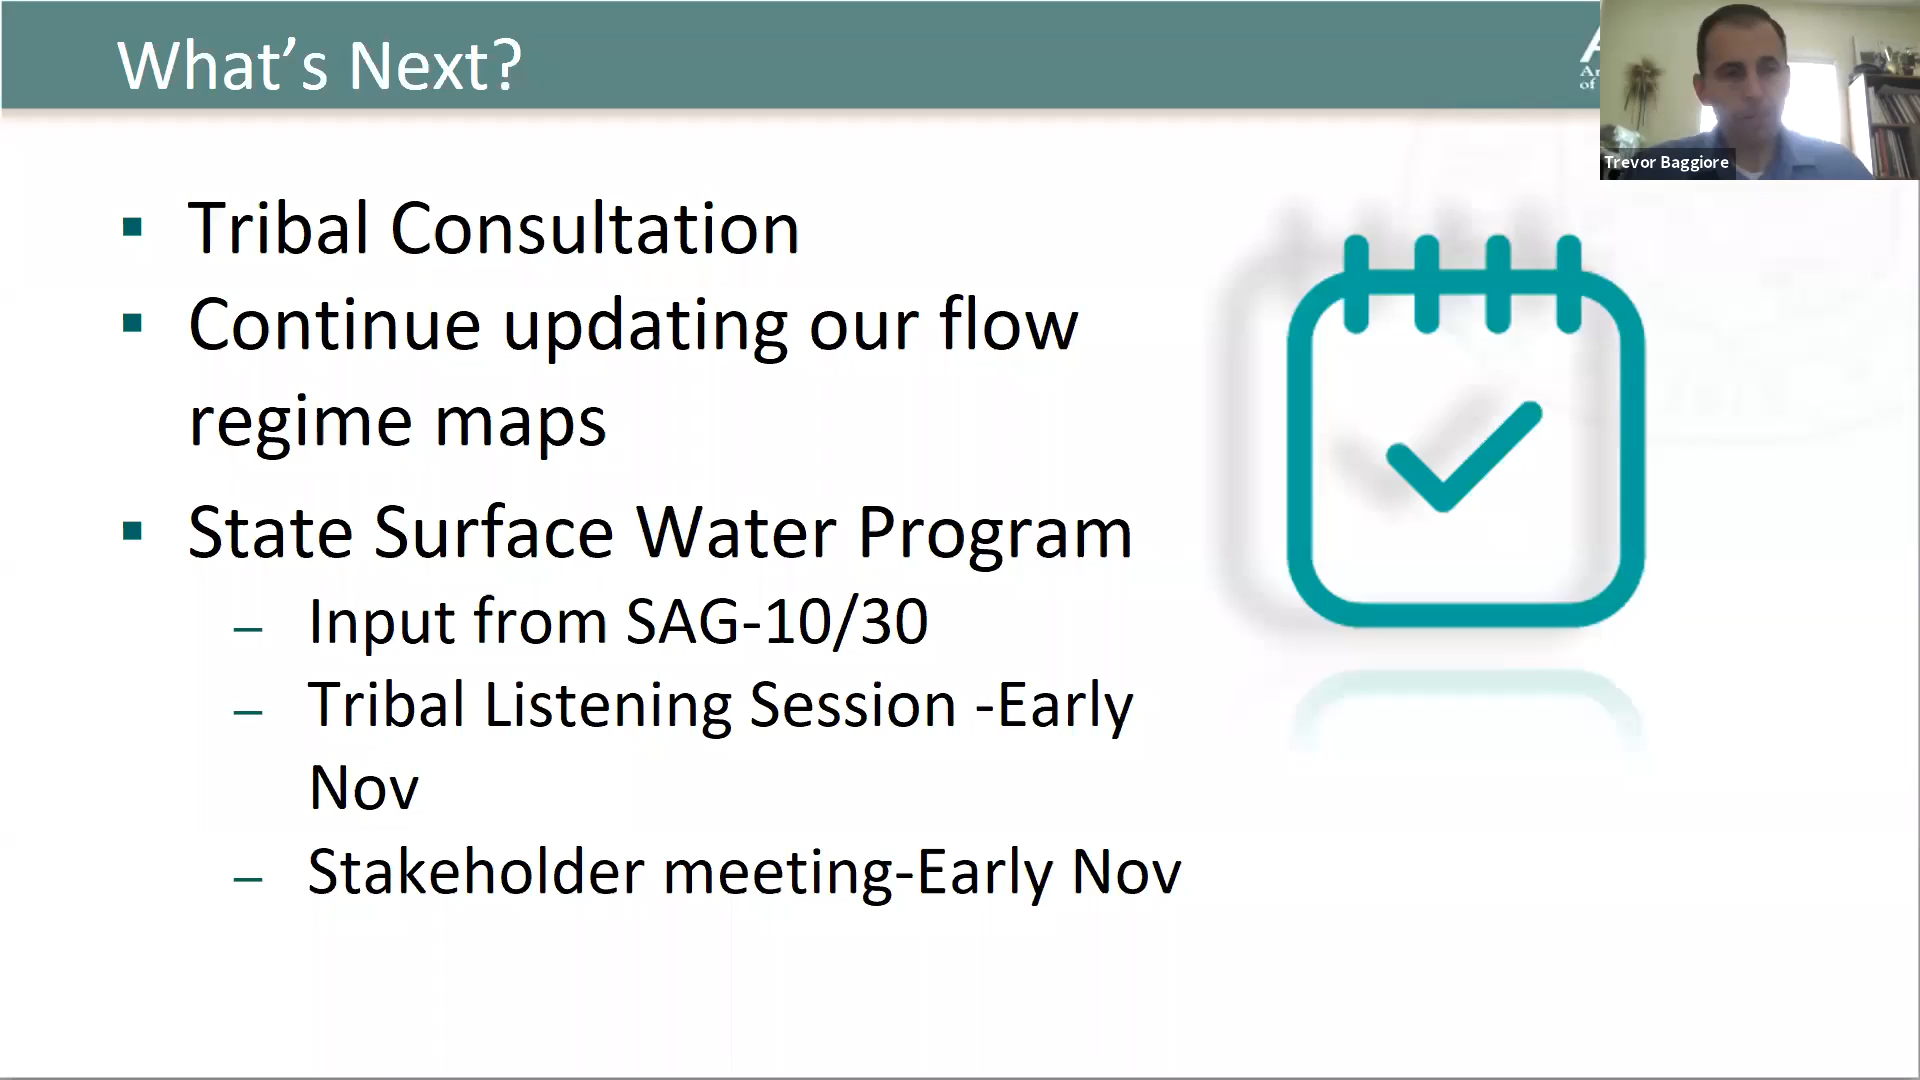 What's Next?
Trevor Baggiore
▪ Tribal Consultation
▪ Continue updating our flow
regime maps
▪ State Surface Water Program
– Input from SAG-10/30
– Tribal Listening Session -Early
Nov
– Stakeholder meeting-Early Nov